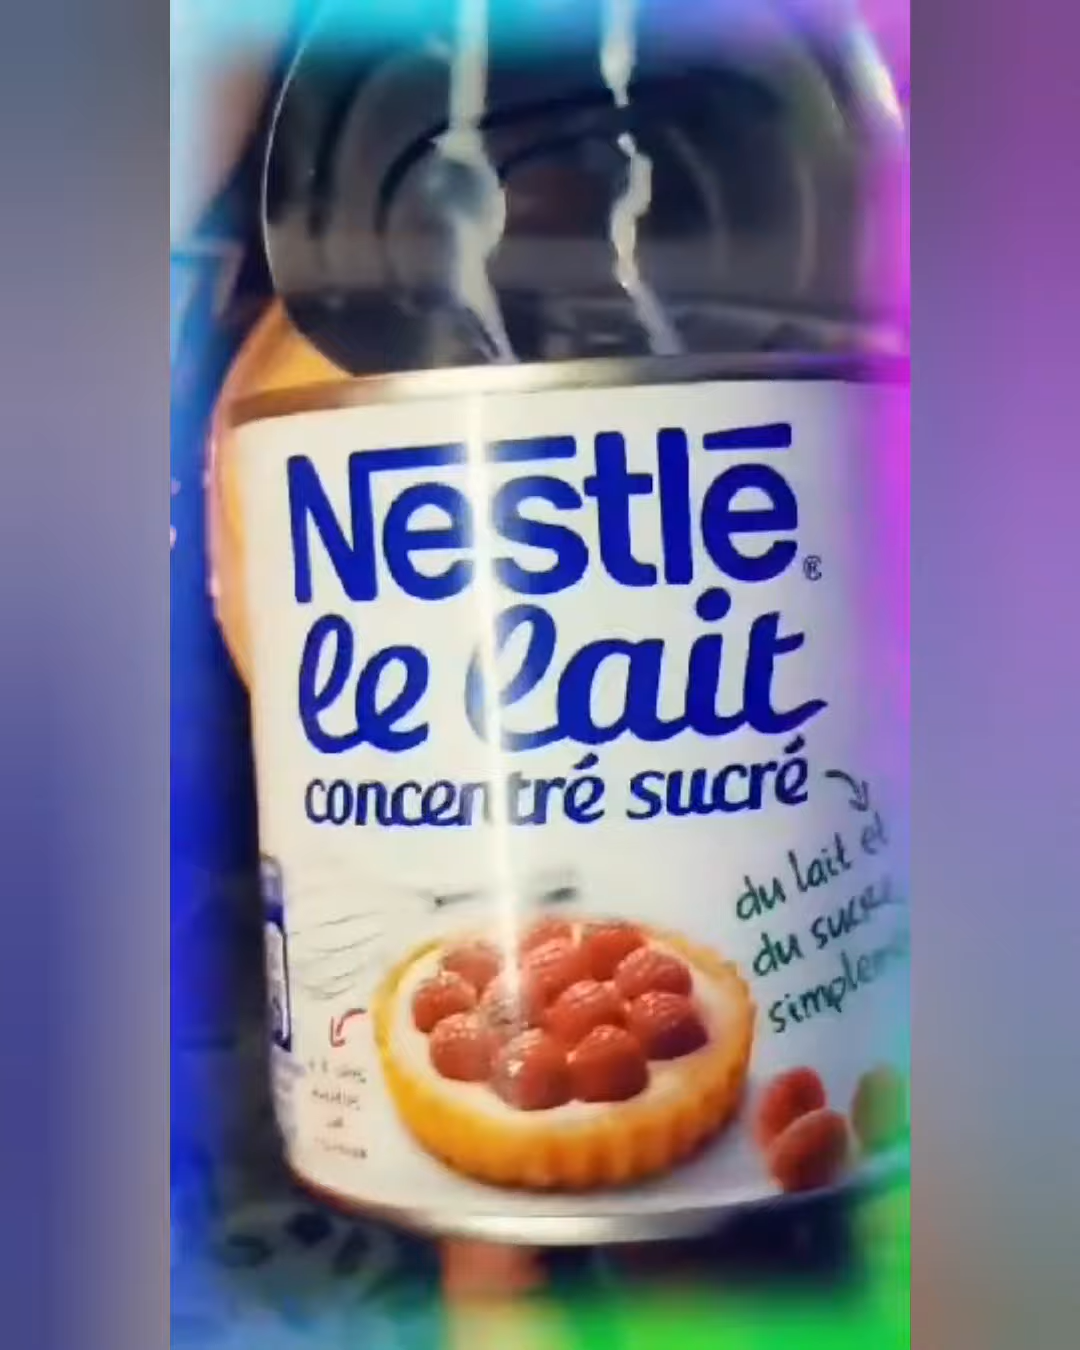 Nestlé®
le lait
concentré sucré
du lait et
du sucre